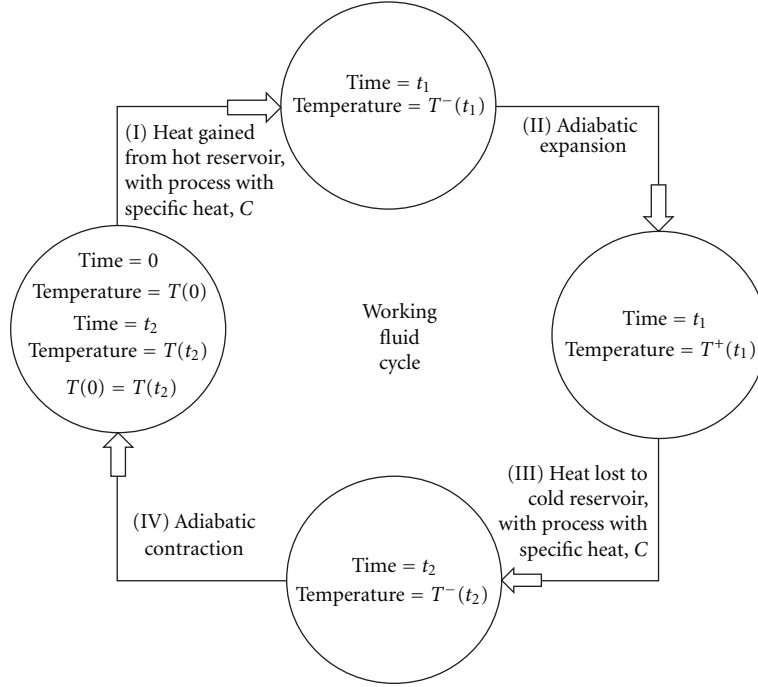 Time = t₁
Temperature = T⁻(t₁)
(I) Heat gained
from hot reservoir,
with process with
specific heat, C
(II) Adiabatic
expansion
Time = 0
Temperature = T(0)
Time = t₂
Temperature = T(t₂)
T(0) = T(t₂)
Working
fluid
cycle
Time = t₁
Temperature = T⁺(t₁)
(III) Heat lost to
cold reservoir,
with process with
specific heat, C
(IV) Adiabatic
contraction
Time = t₂
Temperature = T⁻(t₂)